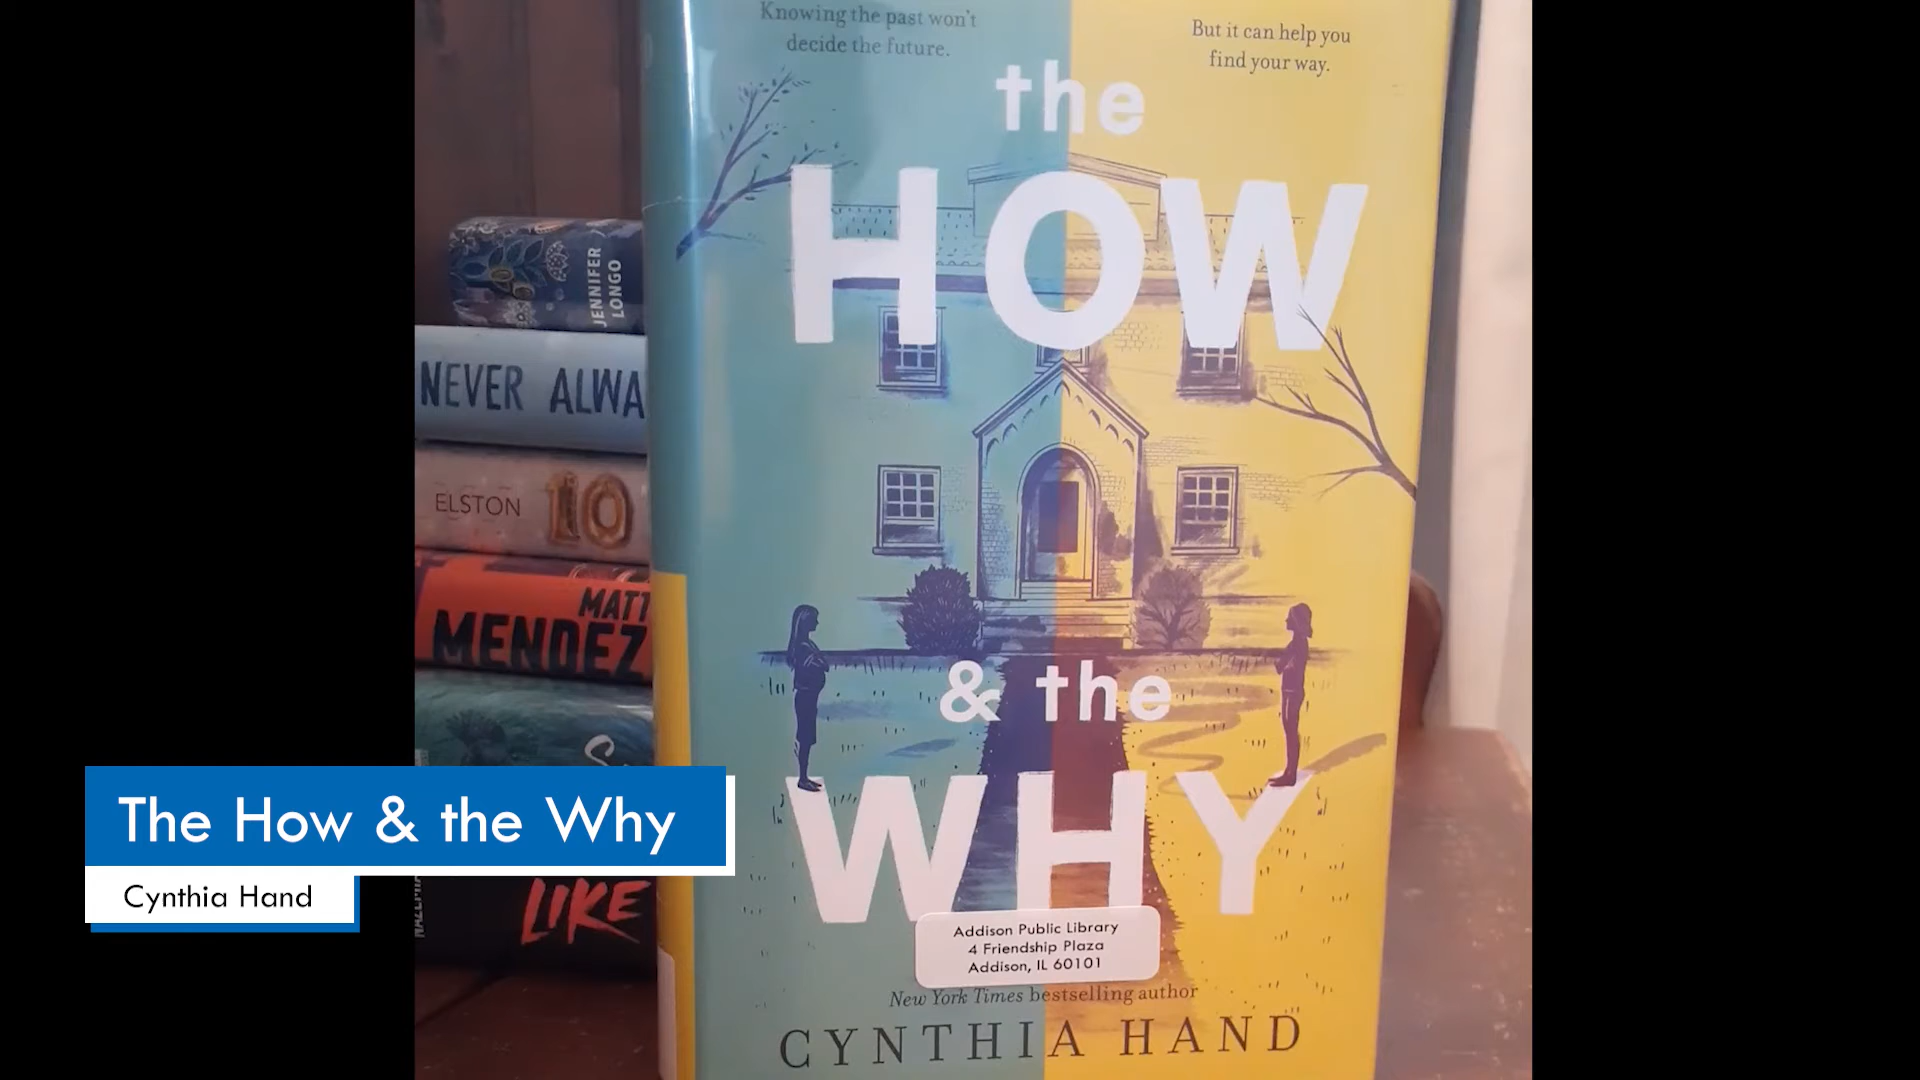 Knowing the past won't
decide the future.
But it can help you
find your way.
the
HOW
& the
WHY
Addison Public Library
4 Friendship Plaza
Addison, IL 60101
New York Times bestselling author
CYNTHIA HAND
JENNIFER
LONGO
NEVER ALWA
ELSTON 10
MATT
MENDEZ
LIKE
The How & the Why
Cynthia Hand